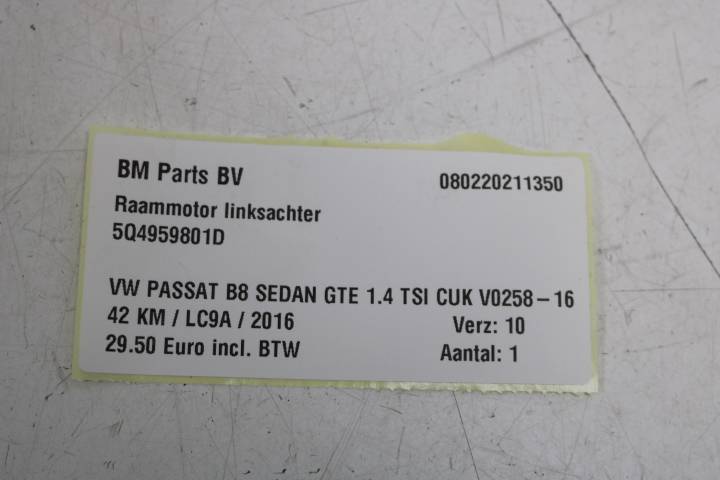 BM Parts BV 080220211350
Raammotor linksachter
5Q4959801D
VW PASSAT B8 SEDAN GTE 1.4 TSI CUK V0258-16
42 KM / LC9A / 2016 Verz: 10
29.50 Euro incl. BTW Aantal: 1